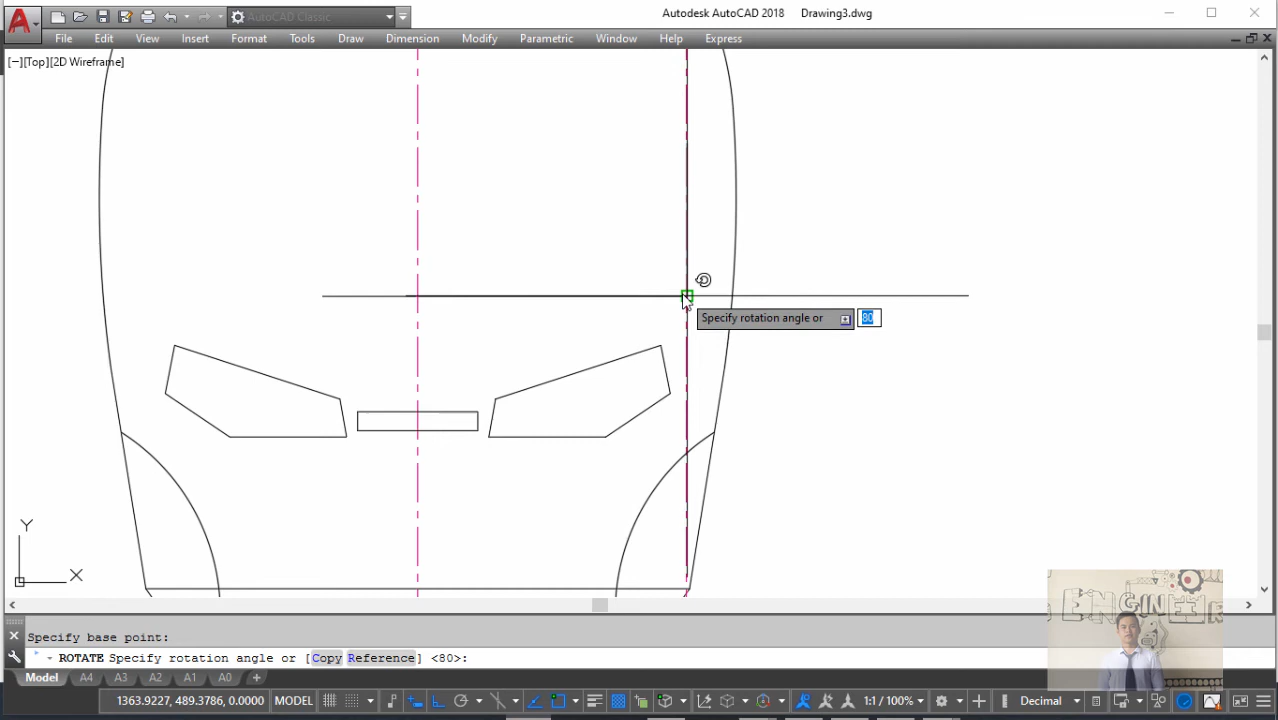 Autodesk AutoCAD 2018 Drawing3.dwg
AutoCAD Classic
File Edit View Insert Format Tools Draw Dimension Modify Parametric Window Help Express
[−][Top][2D Wireframe]
Specify rotation angle or 80
Y
X
ENGINEER
Specify base point:
ROTATE Specify rotation angle or [Copy Reference] <80>:
Model A4 A3 A2 A1 A0 +
1363.9227, 489.3786, 0.0000 MODEL 1:1 / 100% Decimal